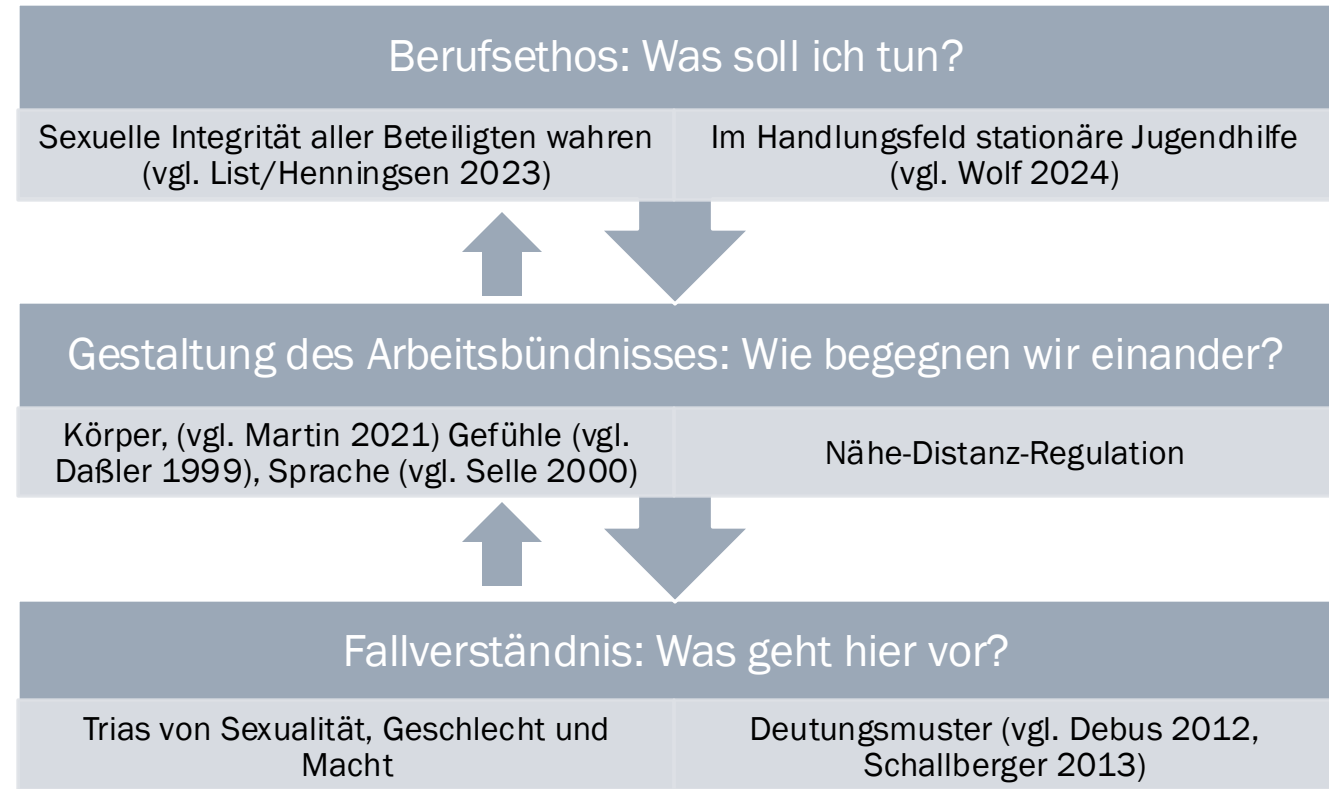 Berufsethos: Was soll ich tun?
Sexuelle Integrität aller Beteiligten wahren
(vgl. List/Henningsen 2023)
Im Handlungsfeld stationäre Jugendhilfe
(vgl. Wolf 2024)
Gestaltung des Arbeitsbündnisses: Wie begegnen wir einander?
Körper, (vgl. Martin 2021) Gefühle (vgl.
Daßler 1999), Sprache (vgl. Selle 2000)
Nähe-Distanz-Regulation
Fallverständnis: Was geht hier vor?
Trias von Sexualität, Geschlecht und
Macht
Deutungsmuster (vgl. Debus 2012,
Schallberger 2013)